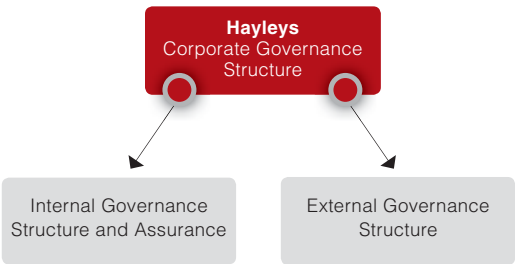 Hayleys
Corporate Governance
Structure
Internal Governance
Structure and Assurance
External Governance
Structure